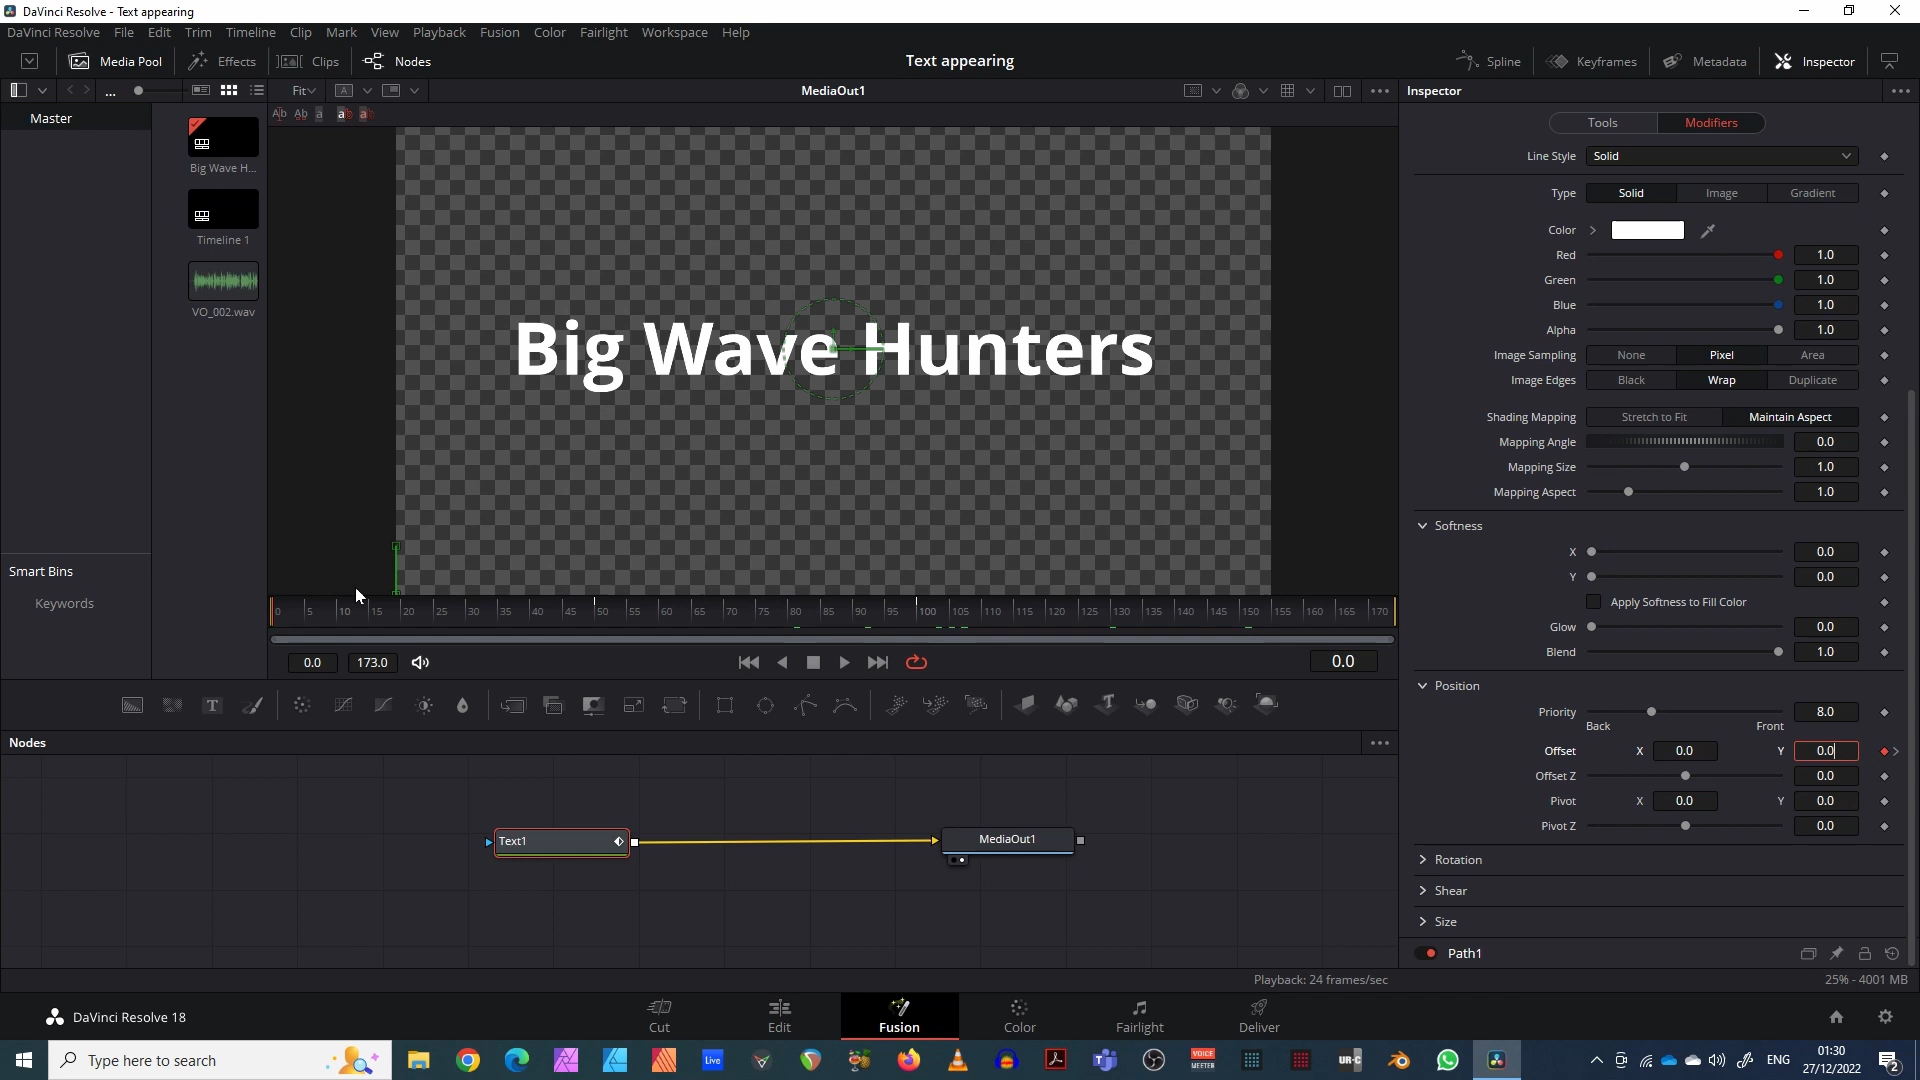 DaVinci Resolve - Text appearing
DaVinci Resolve File Edit Trim Timeline Clip Mark View Playback Fusion Color Fairlight Workspace Help
Media Pool Effects Clips Nodes Text appearing Spline Keyframes Metadata Inspector
... Fit A MediaOut1 Inspector
Master
Tools Modifiers
Big Wave H...
Timeline 1
VO_002.wav
Big Wave Hunters
Line Style Solid
Type Solid Image Gradient
Color
Red 1.0
Green 1.0
Blue 1.0
Alpha 1.0
Image Sampling None Pixel Area
Image Edges Black Wrap Duplicate
Shading Mapping Stretch to Fit Maintain Aspect
Mapping Angle 0.0
Mapping Size 1.0
Mapping Aspect 1.0
Softness
X 0.0
Y 0.0
Apply Softness to Fill Color
Glow 0.0
Blend 1.0
Position
Priority 8.0
Back Front
Offset X 0.0 Y 0.0
Offset Z 0.0
Pivot X 0.0 Y 0.0
Pivot Z 0.0
Rotation
Shear
Size
Path1
Smart Bins
Keywords
0 5 10 15 20 25 30 35 40 45 50 55 60 65 70 75 80 85 90 95 100 105 110 115 120 125 130 135 140 145 150 155 160 165 170
0.0 173.0 0.0
Nodes
Text1 MediaOut1
Playback: 24 frames/sec 25% - 4001 MB
DaVinci Resolve 18
Cut Edit Fusion Color Fairlight Deliver
Type here to search
Live
VOICE
MEETER
UR-C
ENG
01:30
27/12/2022
2